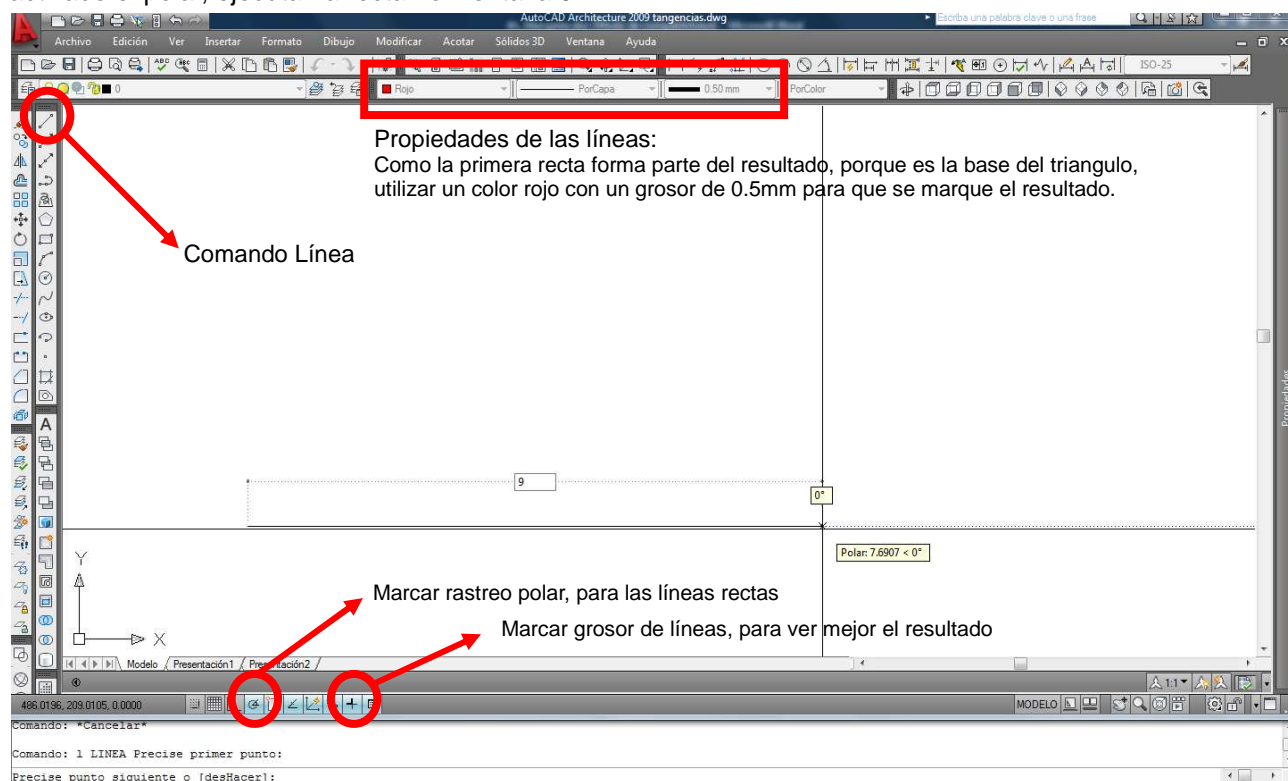 AutoCAD Architecture 2009 tangencias.dwg
Escriba una palabra clave o una frase
Archivo Edición Ver Insertar Formato Dibujo Modificar Acotar Sólidos 3D Ventana Ayuda
ISO-25
0
Rojo
PorCapa
0.50 mm
PorColor
Propiedades de las líneas:
Como la primera recta forma parte del resultado, porque es la base del triangulo,
utilizar un color rojo con un grosor de 0.5mm para que se marque el resultado.
Comando Línea
Propiedades
A
9
0°
Polar: 7.6907 < 0°
Y
X
Marcar rastreo polar, para las líneas rectas
Marcar grosor de líneas, para ver mejor el resultado
Modelo Presentación1 Presentación2
1:1
486.0196, 209.0105, 0.0000
MODELO
Comando: *Cancelar*
Comando: l LINEA Precise primer punto:
Precise punto siguiente o [desHacer]: